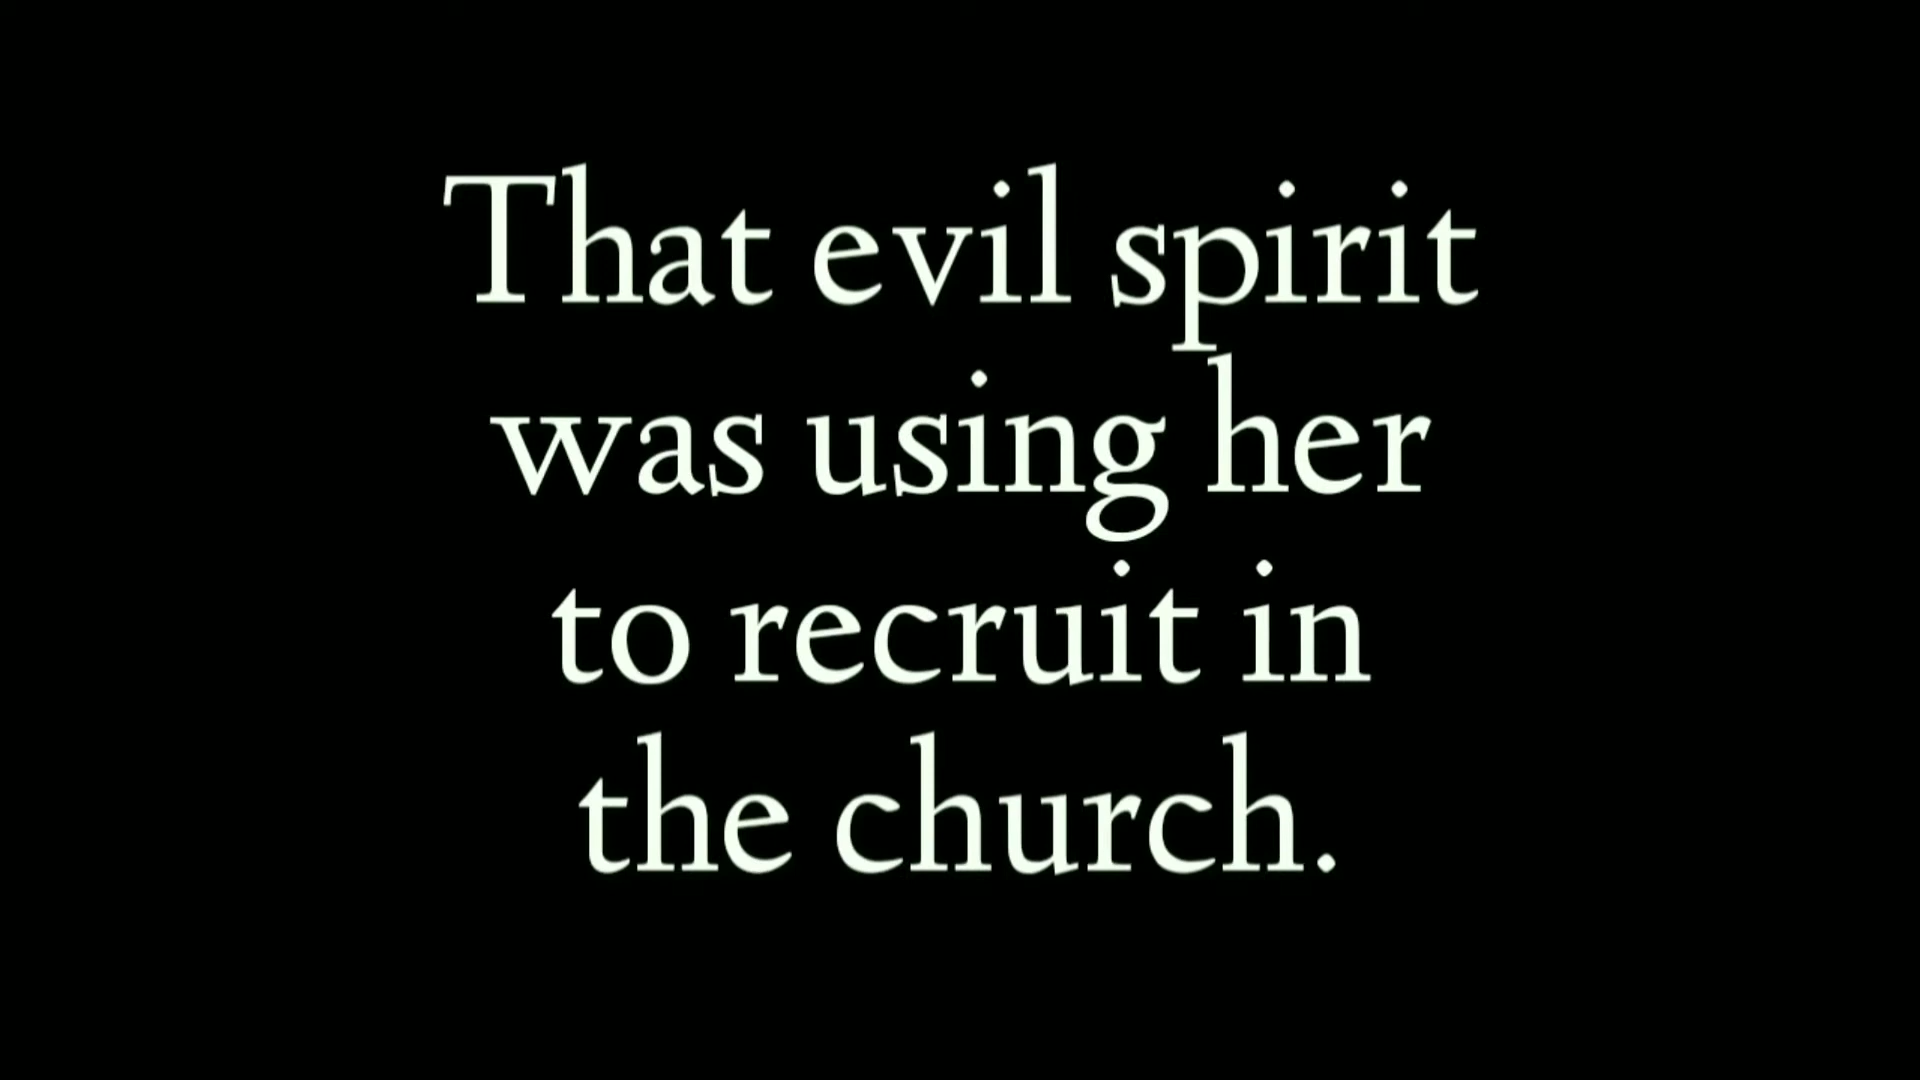 That evil spirit
was using her
to recruit in
the church.